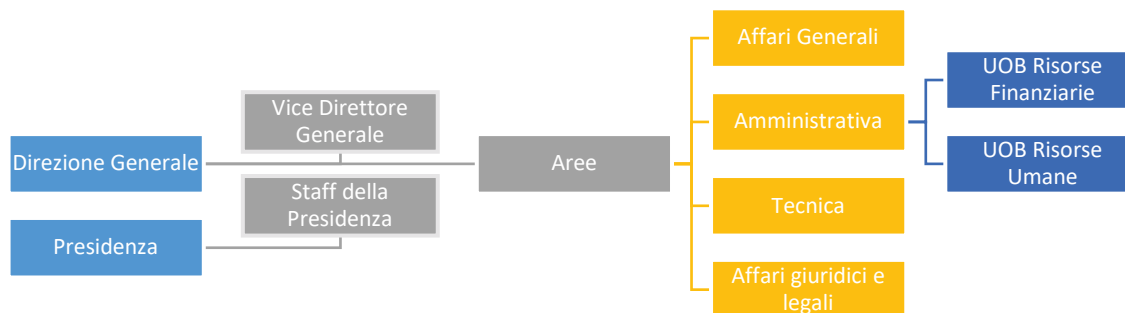 Direzione Generale
Presidenza
Vice Direttore
Generale
Staff della
Presidenza
Aree
Affari Generali
Amministrativa
Tecnica
Affari giuridici e
legali
UOB Risorse
Finanziarie
UOB Risorse
Umane